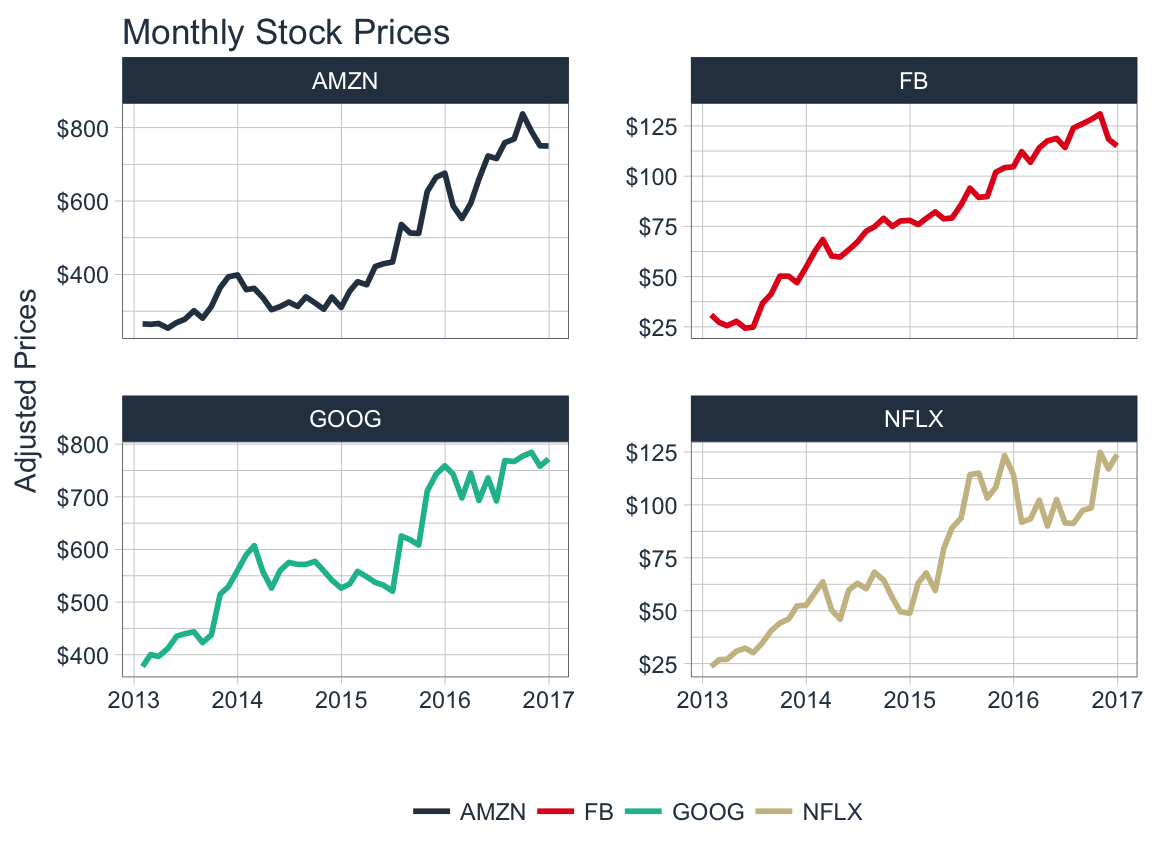 Monthly Stock Prices
AMZN
FB
$800
$600
$400
$125
$100
$75
$50
$25
Adjusted Prices
GOOG
NFLX
$800
$700
$600
$500
$400
$125
$100
$75
$50
$25
2013 2014 2015 2016 2017
2013 2014 2015 2016 2017
AMZN FB GOOG NFLX